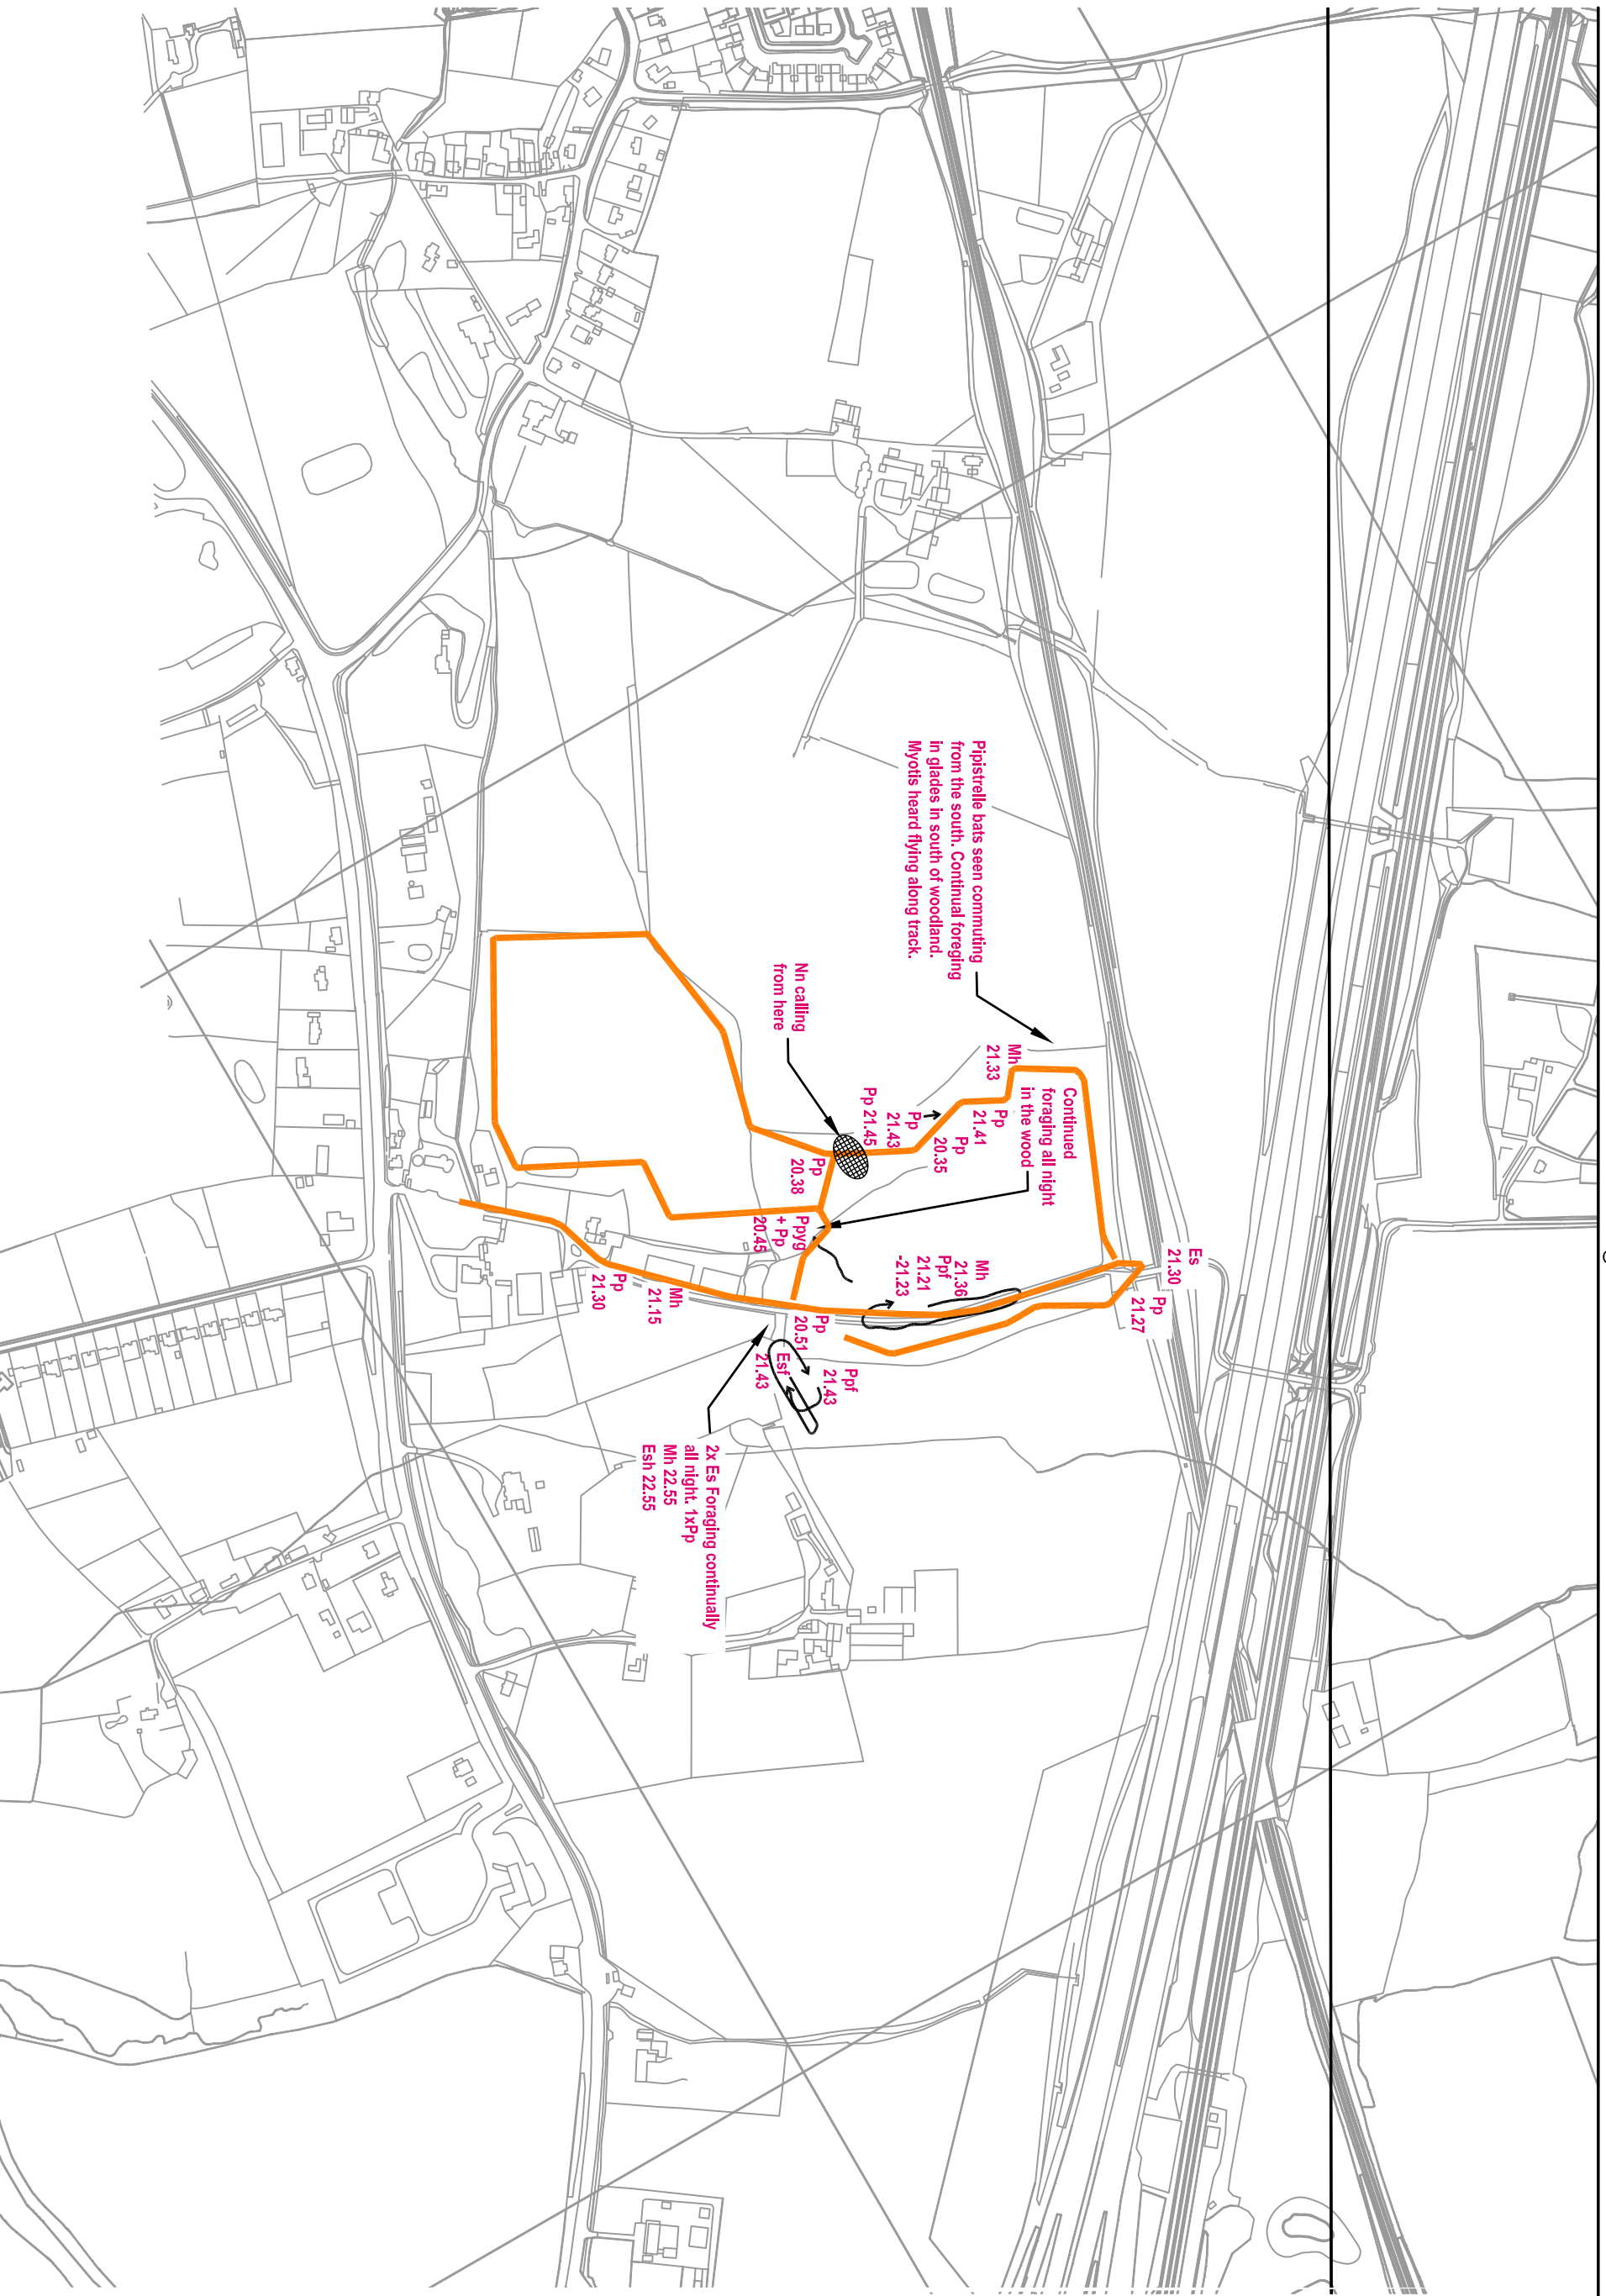 Es
21.30
Pp
21.27
Pipistrelle bats seen commuting
from the south. Continual foreging
in glades in south of woodland.
Myotis heard flying along track.
Continued
foraging all night
in the wood
Mh
21.33
Pp
21.41
Pp
20.35
Pp
21.43
Pp 21.45
Mh
21.36
Ppf
21.21
-21.23
Nn calling
from here
Pp
20.38
Ppyg
+ Pp
20.45
Pp
20.51
Ppf
21.43
Esf
21.43
Mh
21.15
Pp
21.30
2x Es Foraging continually
all night. 1xPp
Mh 22.55
Esh 22.55